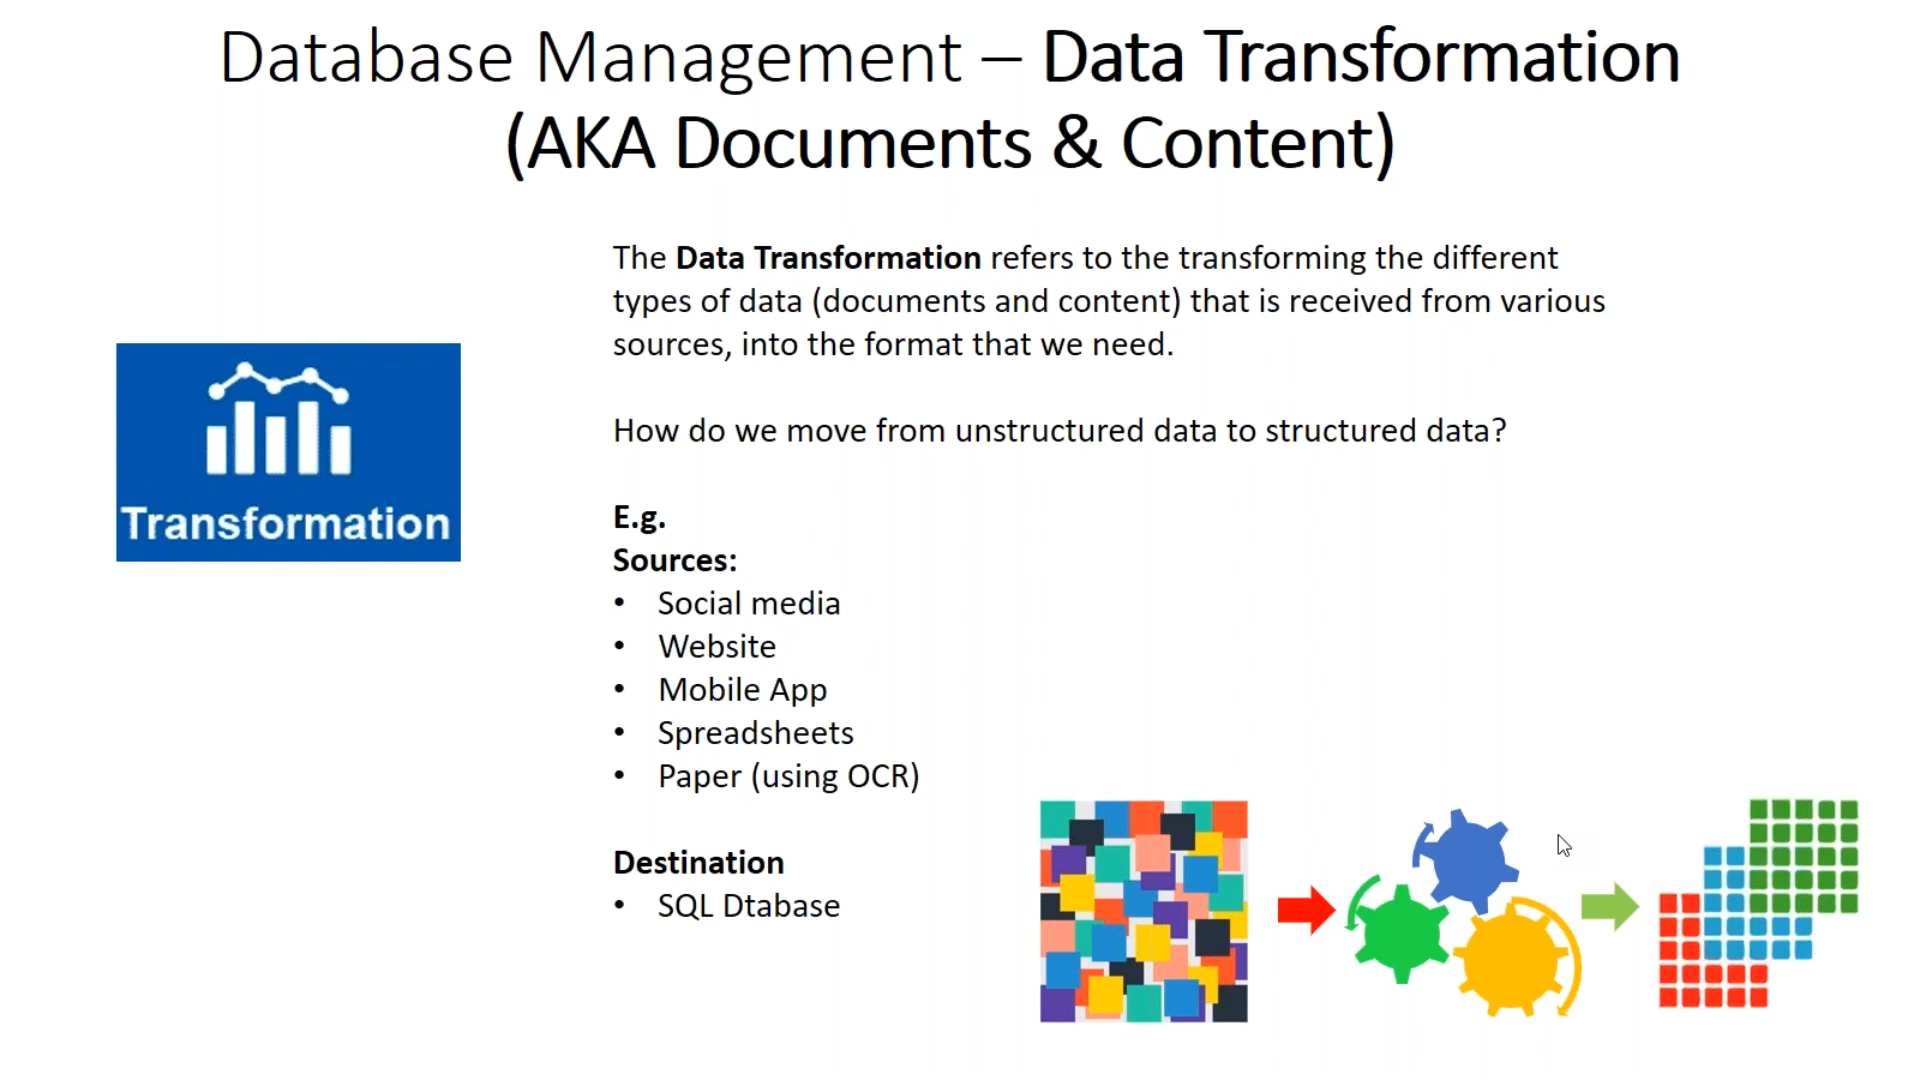 Database Management – Data Transformation
(AKA Documents & Content)
The Data Transformation refers to the transforming the different
types of data (documents and content) that is received from various
sources, into the format that we need.
How do we move from unstructured data to structured data?
Transformation
E.g.
Sources:
• Social media
• Website
• Mobile App
• Spreadsheets
• Paper (using OCR)
Destination
• SQL Dtabase